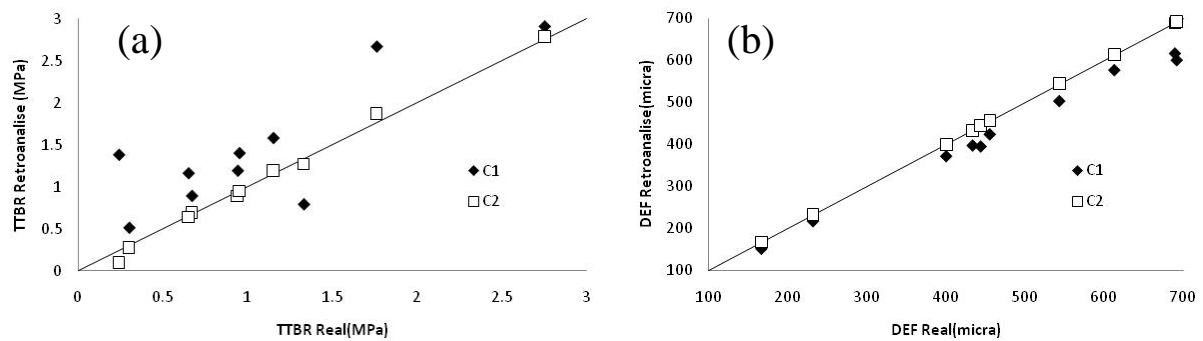 (a)
TTBR Retroanalise (MPa)
3
2.5
2
1.5
1
0.5
0
0 0.5 1 1.5 2 2.5 3
TTBR Real(MPa)
C1
C2
(b)
DEF Retroanalise(micra)
700
600
500
400
300
200
100
100 200 300 400 500 600 700
DEF Real(micra)
C1
C2